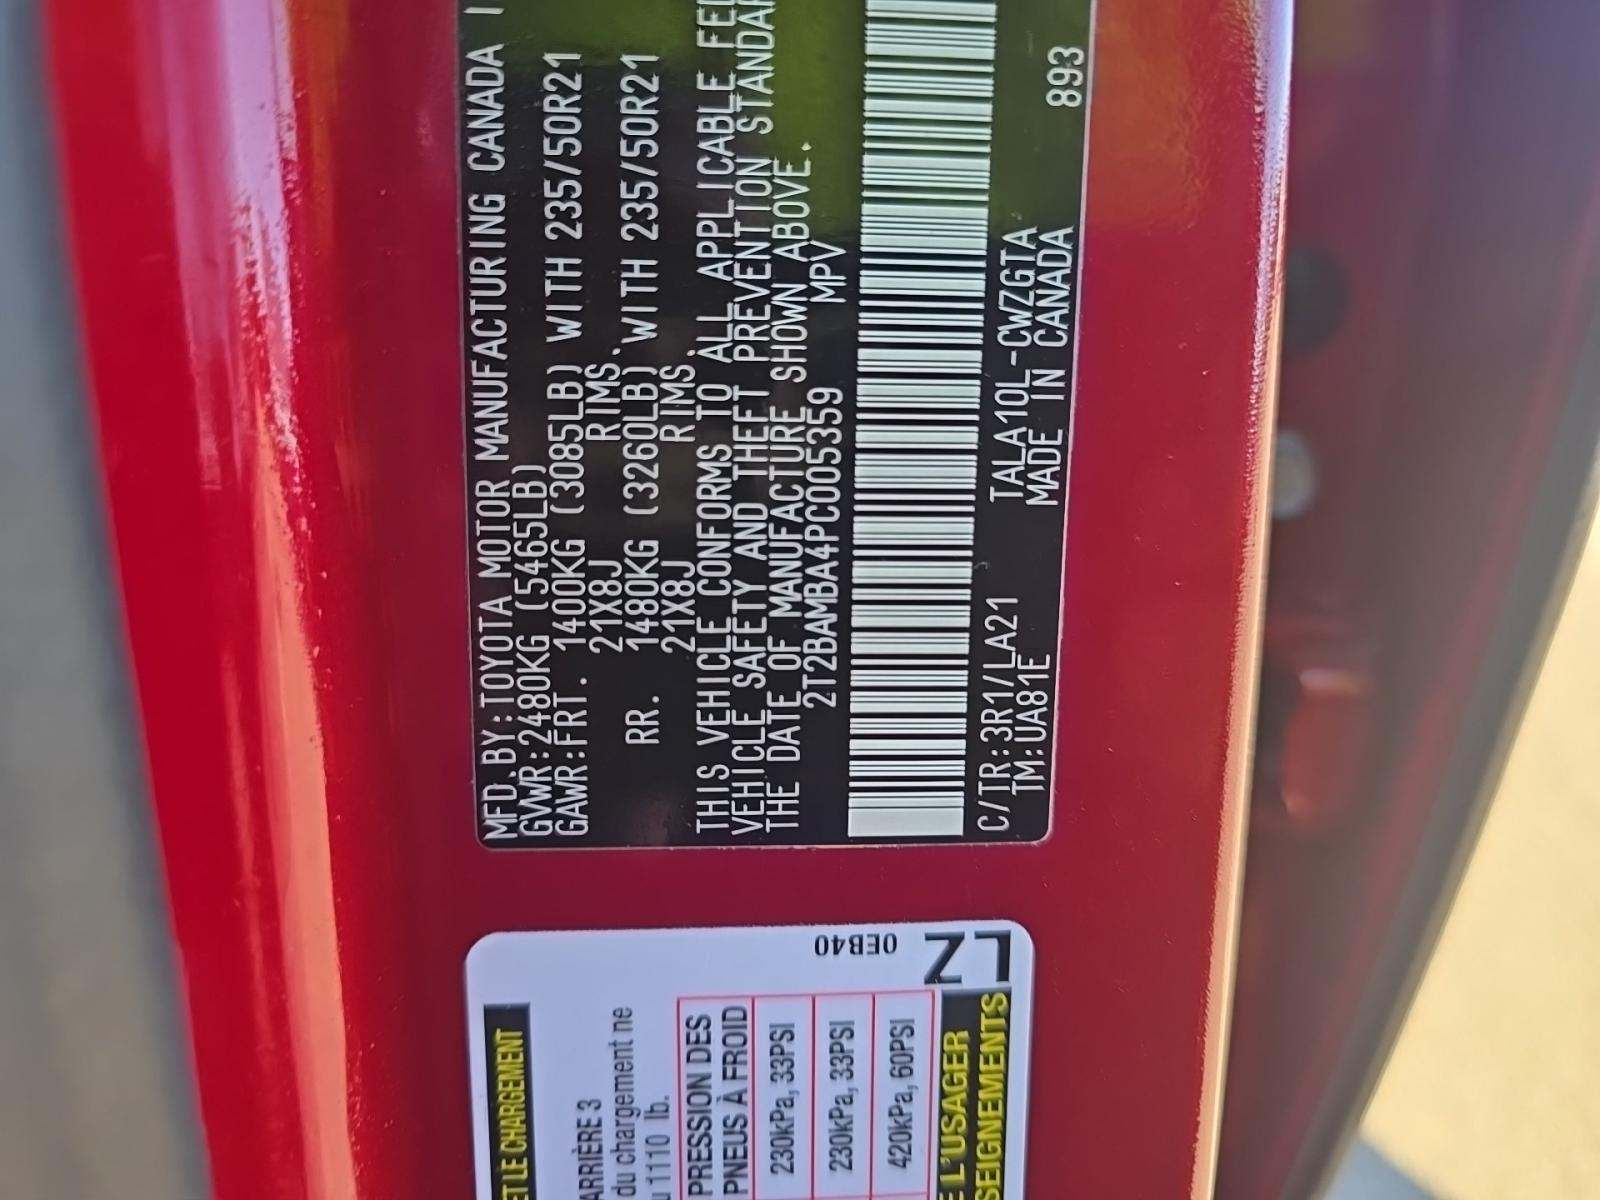 MFD.BY:TOYOTA MOTOR MANUFACTURING CANADA
GVWR:2480KG (5465LB)
GAWR:FRT. 1400KG (3085LB) WITH 235/50R21
21X8J RIMS.
RR. 1480KG (3260LB) WITH 235/50R21
21X8J RIMS.
THIS VEHICLE CONFORMS TO ALL APPLICABLE
VEHICLE SAFETY AND THEFT PREVENTION
THE DATE OF MANUFACTURE SHOWN ABOVE.
2T2BAMBA4PC005359 MPV
C/TR:3R1/LA21 TALA10L-CWZGTA
TM:UA81E MADE IN CANADA 893
ET LE CHARGEMENT
ARRIÈRE 3
du chargement ne
1110 lb.
PRESSION DES
PNEUS À FROID
230kPa, 33PSI
230kPa, 33PSI
420kPa, 60PSI
L'USAGER
SEIGNEMENTS
0EB40
LZ